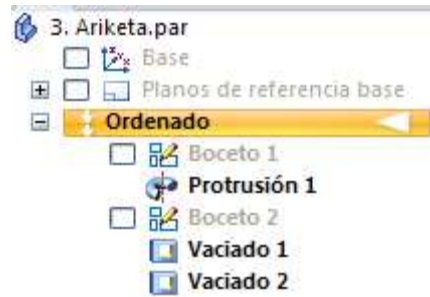 3. Ariketa.par
Base
Planos de referencia base
Ordenado
Boceto 1
Protrusión 1
Boceto 2
Vaciado 1
Vaciado 2